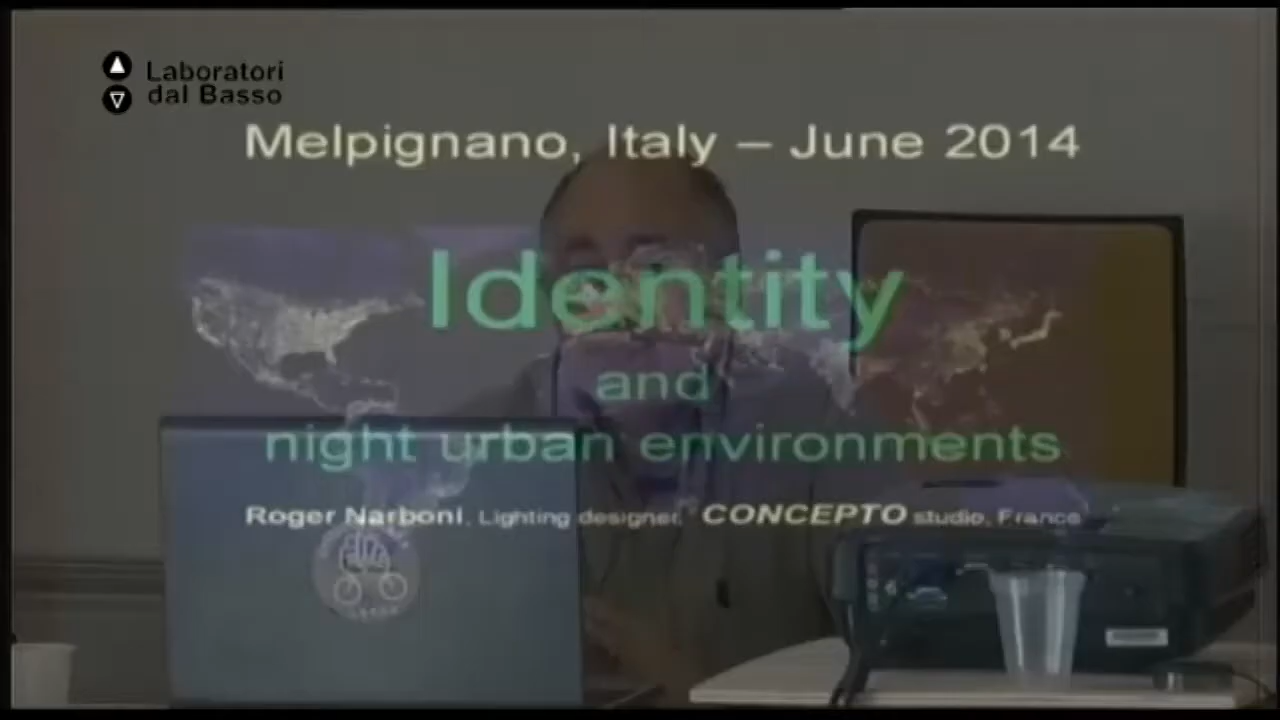 Laboratori
dal Basso
Melpignano, Italy – June 2014
Identity
and
night urban environments
Roger Narboni, Lighting designer, CONCEPTO studio, France